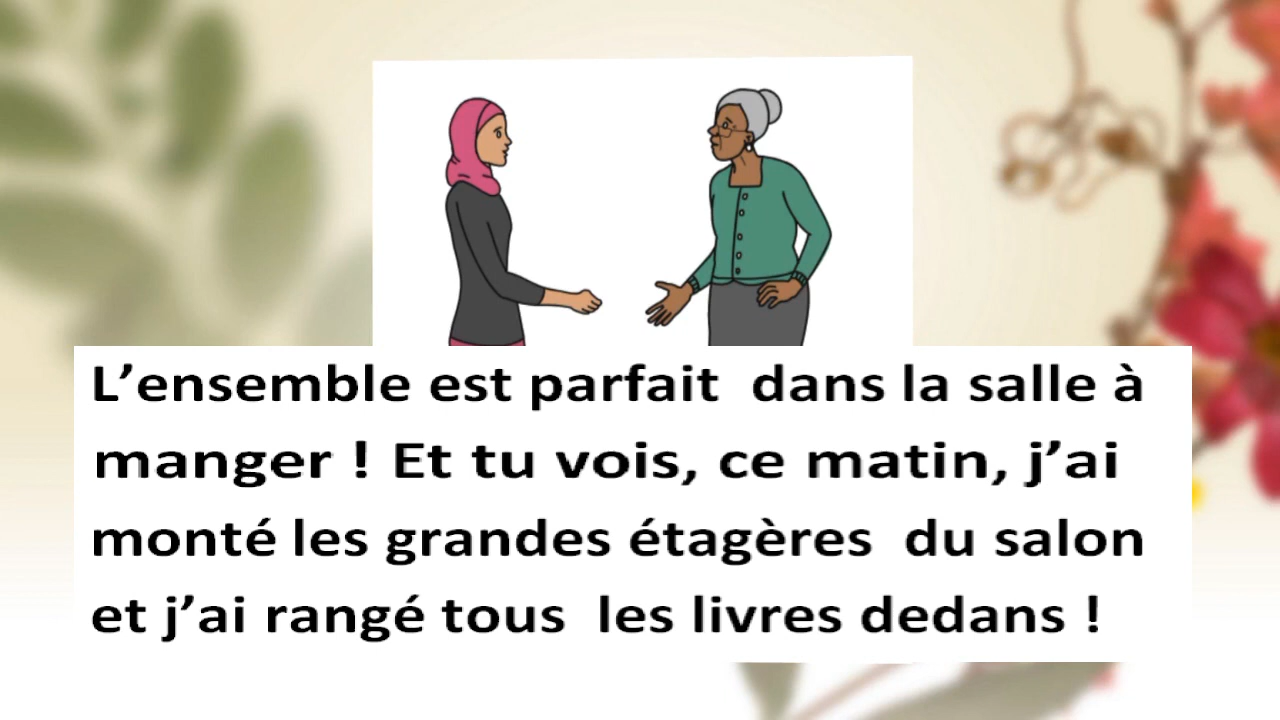 L’ensemble est parfait dans la salle à
manger ! Et tu vois, ce matin, j’ai
monté les grandes étagères du salon
et j’ai rangé tous les livres dedans !